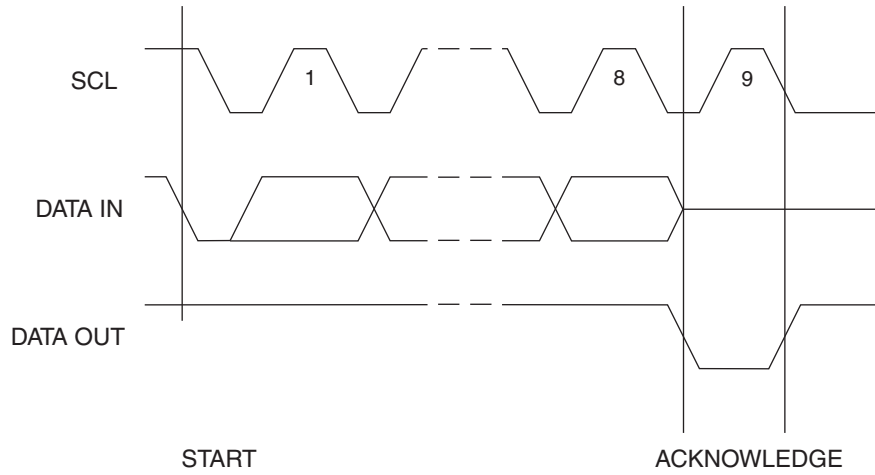 SCL
1
8
9
DATA IN
DATA OUT
START
ACKNOWLEDGE